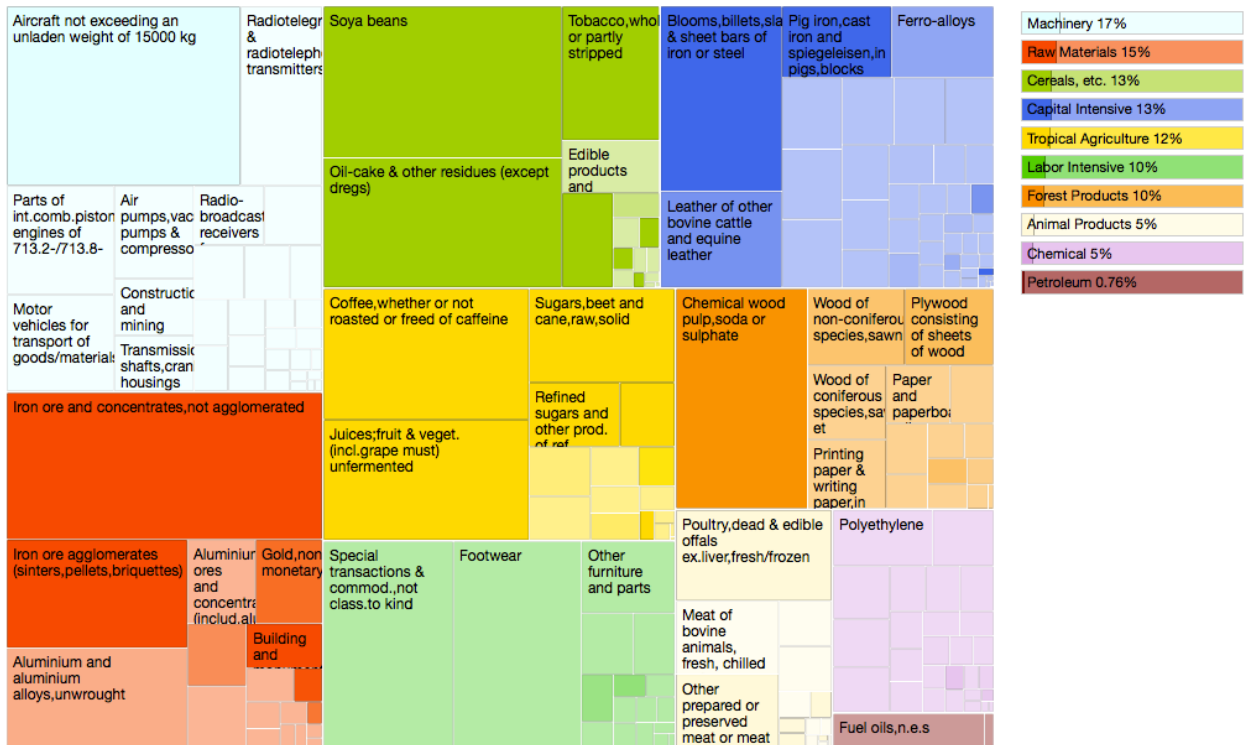 Aircraft not exceeding an
unladen weight of 15000 kg
Radiotelegr
&
radioteleph
transmitters
Parts of
int.comb.piston
engines of
713.2-/713.8-
Air
pumps,vac
pumps &
compresso
Radio-
broadcast
receivers
Motor
vehicles for
transport of
goods/materials
Constructio
and
mining
Transmissic
shafts,cran
housings
Soya beans
Tobacco,whol
or partly
stripped
Oil-cake & other residues (except
dregs)
Edible
products
and
Blooms,billets,sla
& sheet bars of
iron or steel
Pig iron,cast
iron and
spiegeleisen,in
pigs,blocks
Ferro-alloys
Leather of other
bovine cattle
and equine
leather
Iron ore and concentrates,not agglomerated
Iron ore agglomerates
(sinters,pellets,briquettes)
Aluminium
ores
and
concentra
(includ.alu
Gold,non
monetary
Building
and
Aluminium and
aluminium
alloys,unwrought
Coffee,whether or not
roasted or freed of caffeine
Sugars,beet and
cane,raw,solid
Juices;fruit & veget.
(incl.grape must)
unfermented
Refined
sugars and
other prod.
of ref
Chemical wood
pulp,soda or
sulphate
Wood of
non-coniferou
species,sawn
Plywood
consisting
of sheets
of wood
Wood of
coniferous
species,sa
et
Paper
and
paperboa
Printing
paper &
writing
paper,in
Special
transactions &
commod.,not
class.to kind
Footwear
Other
furniture
and parts
Poultry,dead & edible
offals
ex.liver,fresh/frozen
Meat of
bovine
animals,
fresh, chilled
Other
prepared or
preserved
meat or meat
Polyethylene
Fuel oils,n.e.s
Machinery 17%
Raw Materials 15%
Cereals, etc. 13%
Capital Intensive 13%
Tropical Agriculture 12%
Labor Intensive 10%
Forest Products 10%
Animal Products 5%
Chemical 5%
Petroleum 0.76%